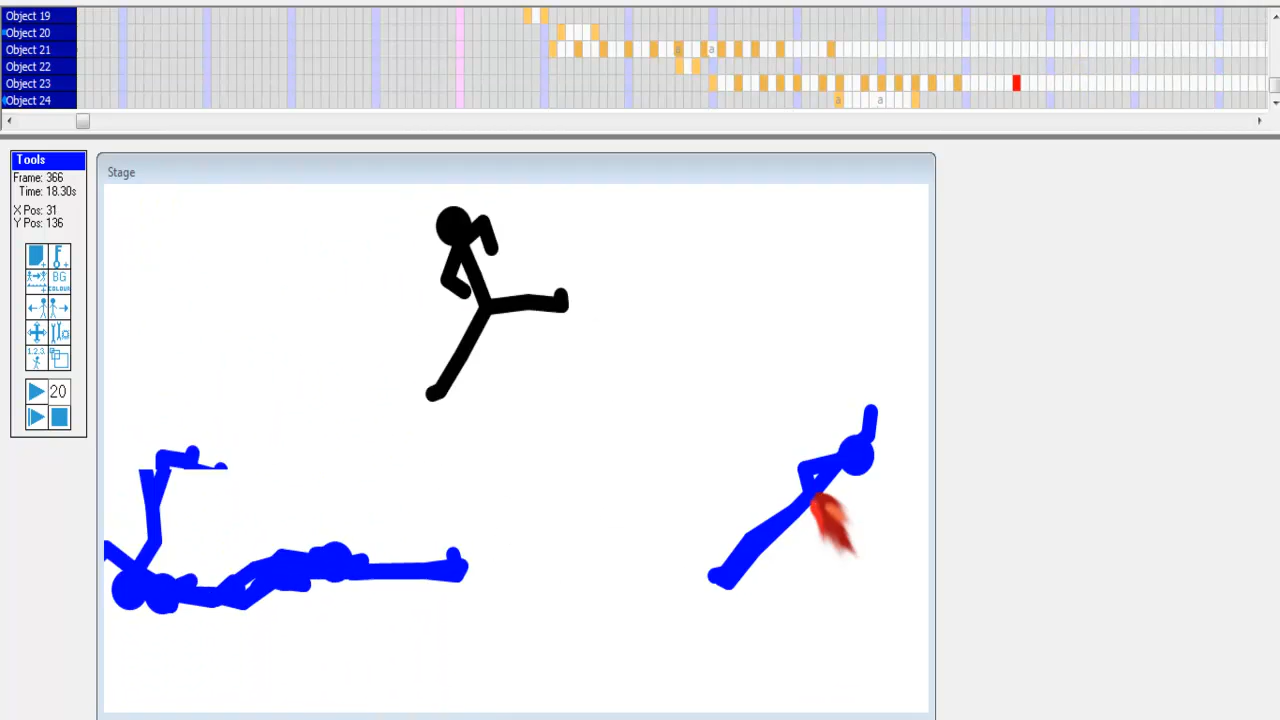 Object 19
Object 20
Object 21
a a
Object 22
Object 23
Object 24
a a
Tools
Frame: 366
Time: 18.30s
X Pos: 31
Y Pos: 136
BG
COLOUR
1.2.3.
20
Stage